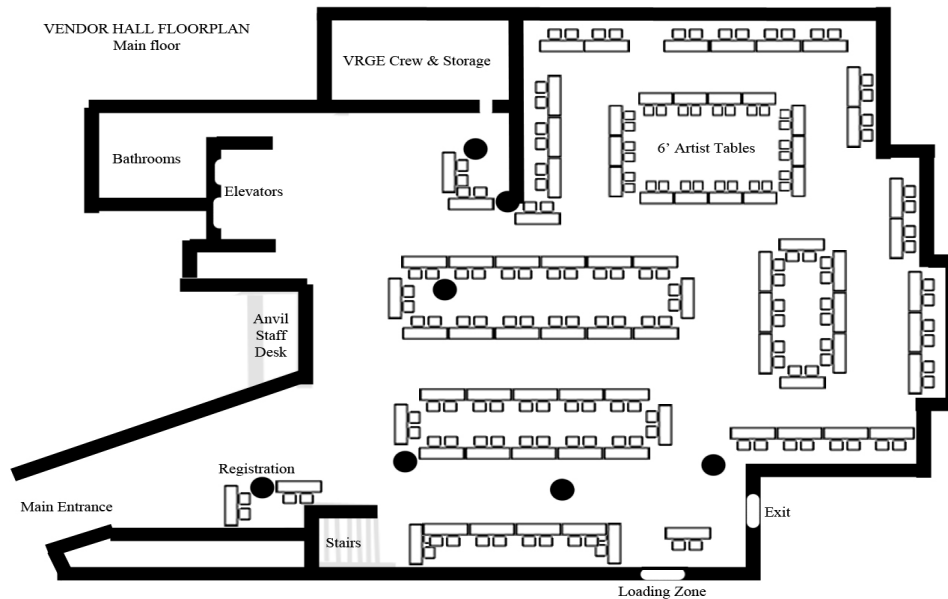 VENDOR HALL FLOORPLAN
Main floor
VRGE Crew & Storage
Bathrooms
6' Artist Tables
Elevators
Anvil
Staff
Desk
Registration
Main Entrance
Exit
Stairs
Loading Zone